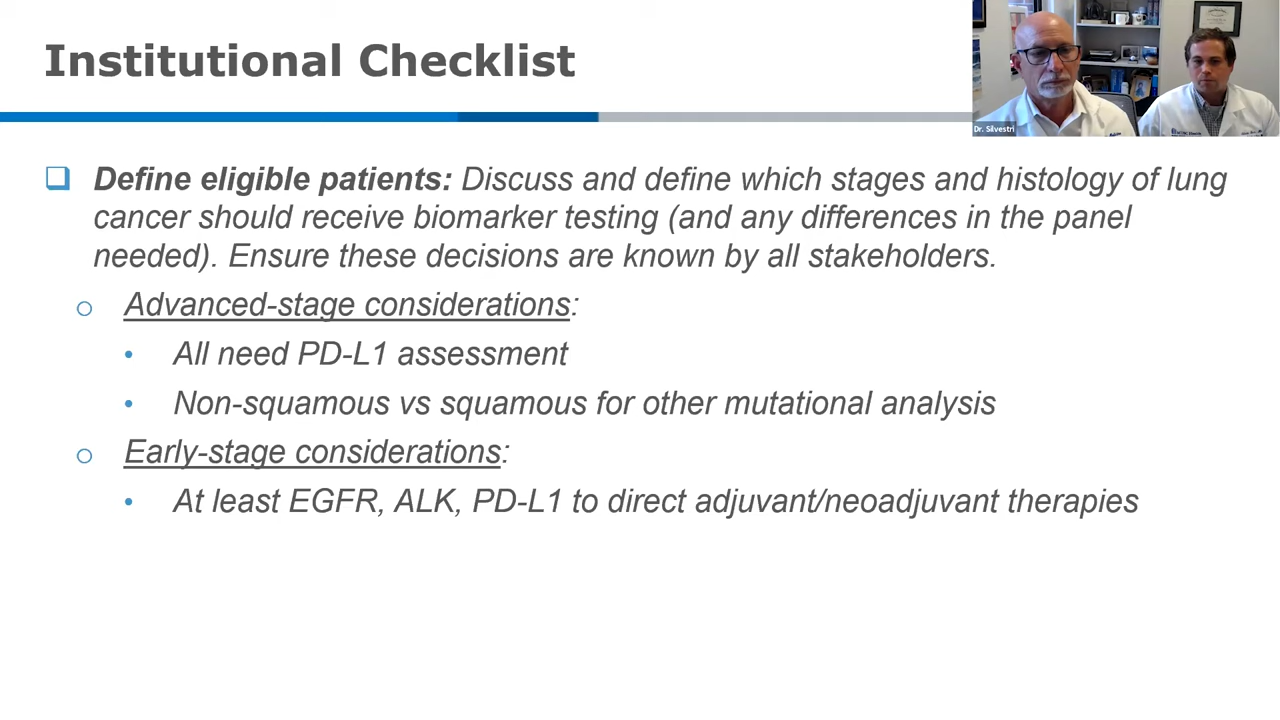 Institutional Checklist
Dr. Silvestri
Define eligible patients: Discuss and define which stages and histology of lung
cancer should receive biomarker testing (and any differences in the panel
needed). Ensure these decisions are known by all stakeholders.
Advanced-stage considerations:
All need PD-L1 assessment
Non-squamous vs squamous for other mutational analysis
Early-stage considerations:
At least EGFR, ALK, PD-L1 to direct adjuvant/neoadjuvant therapies